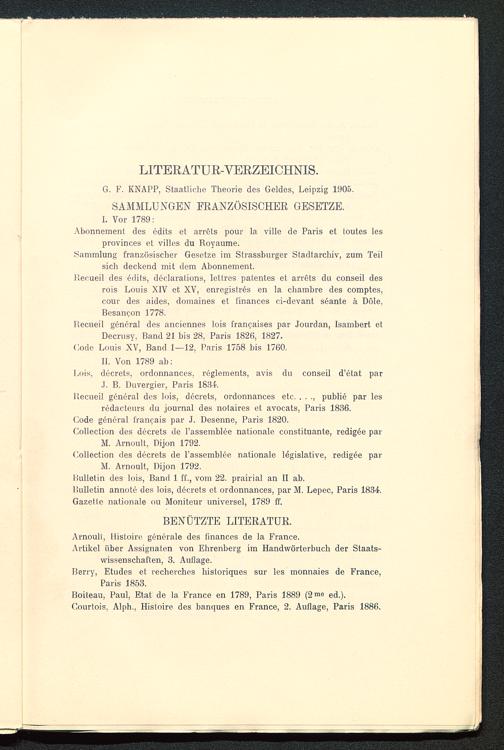 LITERATUR-VERZEICHNIS.
G. F. KNAPP, Staatliche Theorie des Geldes, Leipzig 1905.
SAMMLUNGEN FRANZÖSISCHER GESETZE.
I. Vor 1789:
Abonnement des édits et arrêts pour la ville de Paris et toutes les
provinces et villes du Royaume.
Sammlung französischer Gesetze im Strassburger Stadtarchiv, zum Teil
sich deckend mit dem Abonnement.
Recueil des édits, déclarations, lettres patentes et arrêts du conseil des
rois Louis XIV et XV, enregistrés en la chambre des comptes,
cour des aides, domaines et finances ci-devant séante à Dôle,
Besançon 1778.
Recueil général des anciennes lois françaises par Jourdan, Isambert et
Decrusy, Band 21 bis 28, Paris 1826, 1827.
Code Louis XV, Band 1—12, Paris 1758 bis 1760.
II. Von 1789 ab:
Lois, décrets, ordonnances, réglements, avis du conseil d'état par
J. B. Duvergier, Paris 1834.
Recueil général des lois, décrets, ordonnances etc. . . ., publié par les
rédacteurs du journal des notaires et avocats, Paris 1836.
Code général français par J. Desenne, Paris 1820.
Collection des décrets de l'assemblée nationale constituante, redigée par
M. Arnoult, Dijon 1792.
Collection des décrets de l'assemblée nationale législative, redigée par
M. Arnoult, Dijon 1792.
Bulletin des lois, Band 1 ff., vom 22. prairial an II ab.
Bulletin annoté des lois, décrets et ordonnances, par M. Lepec, Paris 1834.
Gazette nationale ou Moniteur universel, 1789 ff.
BENÜTZTE LITERATUR.
Arnoult, Histoire générale des finances de la France.
Artikel über Assignaten von Ehrenberg im Handwörterbuch der Staats-
wissenschaften, 3. Auflage.
Berry, Etudes et recherches historiques sur les monnaies de France,
Paris 1853.
Boiteau, Paul, Etat de la France en 1789, Paris 1889 (2me ed.).
Courtois, Alph., Histoire des banques en France, 2. Auflage, Paris 1886.